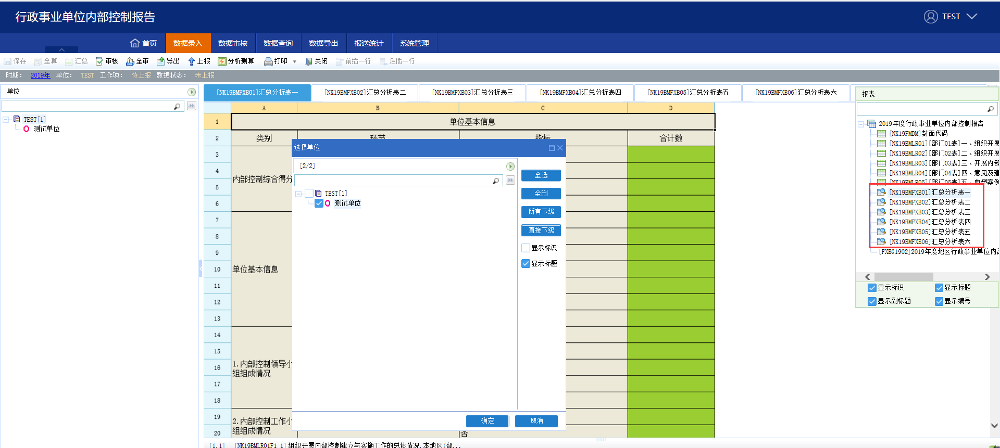 行政事业单位内部控制报告
TEST
首页 数据录入 数据审核 数据查询 数据导出 报送统计 系统管理
保存 全算 汇总 审核 全审 导出 上报 分析测算 打印 关闭 前插一行 后插一行
时期： 2019年 单位： TEST 工作项： 待上报 数据状态： 未上报
单位
TEST[1]
测试单位
[NK19BMFXB01]汇总分析表一 [NK19BMFXB02]汇总分析表二 [NK19BMFXB03]汇总分析表三 [NK19BMFXB04]汇总分析表四 [NK19BMFXB05]汇总分析表五 [NK19BMFXB06]汇总分析表六
A B C D
1 单位基本信息
2 类别 环节 指标 合计数
3
4
内部控制综合得分
5
6
7
8
9
10 单位基本信息
11
12
13
14
15
16
1.内部控制领导小
组组成情况
17
18
19
2.内部控制工作小
组组成情况
20 否
[1,1] [NK19BMLR01F1_1]组织开展内部控制建立与实施工作的总体情况.本地区(部...
选择单位
[2/2]
TEST[1]
测试单位
全选
全删
所有下级
直接下级
显示标识
显示标题
确定 取消
报表
2019年度行政事业单位内部控制报告
[NK19FMDM]封面代码
[NK19BMLR01][部门01表]一、组织开展
[NK19BMLR02][部门02表]二、组织开展
[NK19BMLR03][部门03表]三、开展内部
[NK19BMLR04][部门04表]四、意见及建
[NK19BMLR05][部门05表]五、典型案例
[NK19BMFXB01]汇总分析表一
[NK19BMFXB02]汇总分析表二
[NK19BMFXB03]汇总分析表三
[NK19BMFXB04]汇总分析表四
[NK19BMFXB05]汇总分析表五
[NK19BMFXB06]汇总分析表六
[FXBG1902]2019年度地区行政事业单位内部
显示标识 显示标题
显示副标题 显示编号